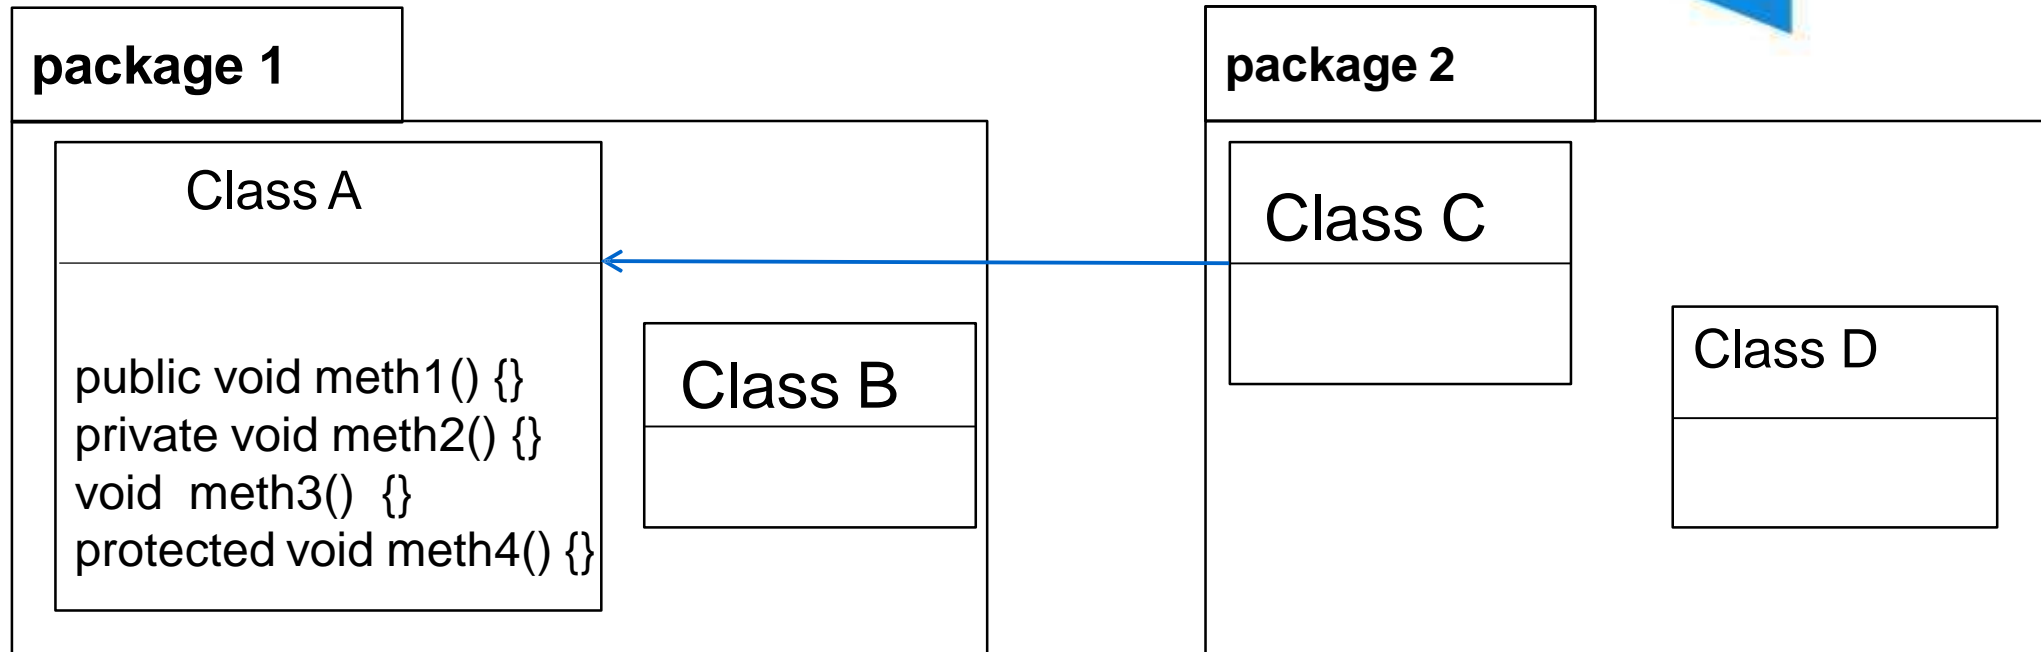 package 1
package 2
Class A
public void meth1() {}
private void meth2() {}
void meth3() {}
protected void meth4() {}
Class B
Class C
Class D